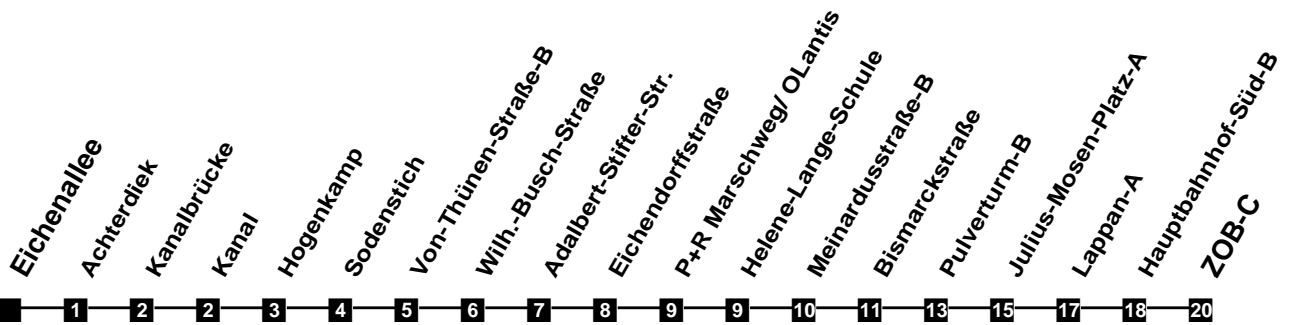 Eichenallee
Achterdiek
Kanalbrücke
Kanal
Hogenkamp
Sodenstich
Von-Thünen-Straße-B
Wilh.-Busch-Straße
Adalbert-Stifter-Str.
Eichendorffstraße
P+R Marschweg/ OLantis
Helene-Lange-Schule
Meinardusstraße-B
Bismarckstraße
Pulverturm-B
Julius-Mosen-Platz-A
Lappan-A
Hauptbahnhof-Süd-B
ZOB-C
1 2 2 3 4 5 6 7 8 9 9 10 11 13 15 17 18 20